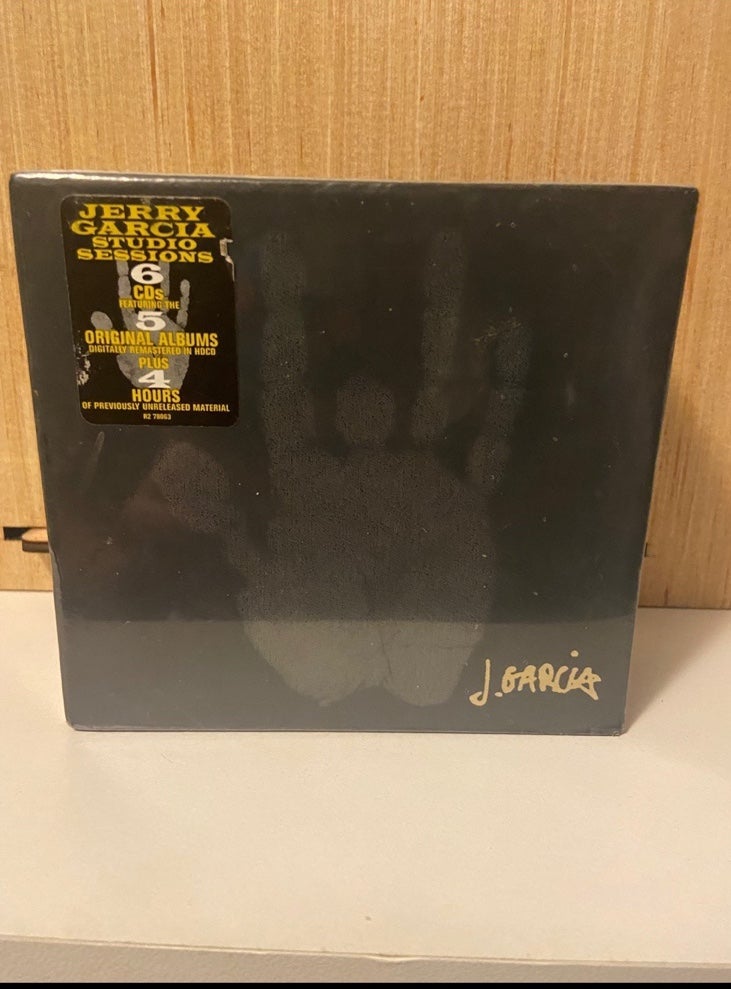 JERRY
GARCIA
STUDIO
SESSIONS
6
CDs
FEATURING THE
5
ORIGINAL ALBUMS
DIGITALLY REMASTERED IN HDCD
PLUS
4
HOURS
OF PREVIOUSLY UNRELEASED MATERIAL
R2 78063
J. GARCIA